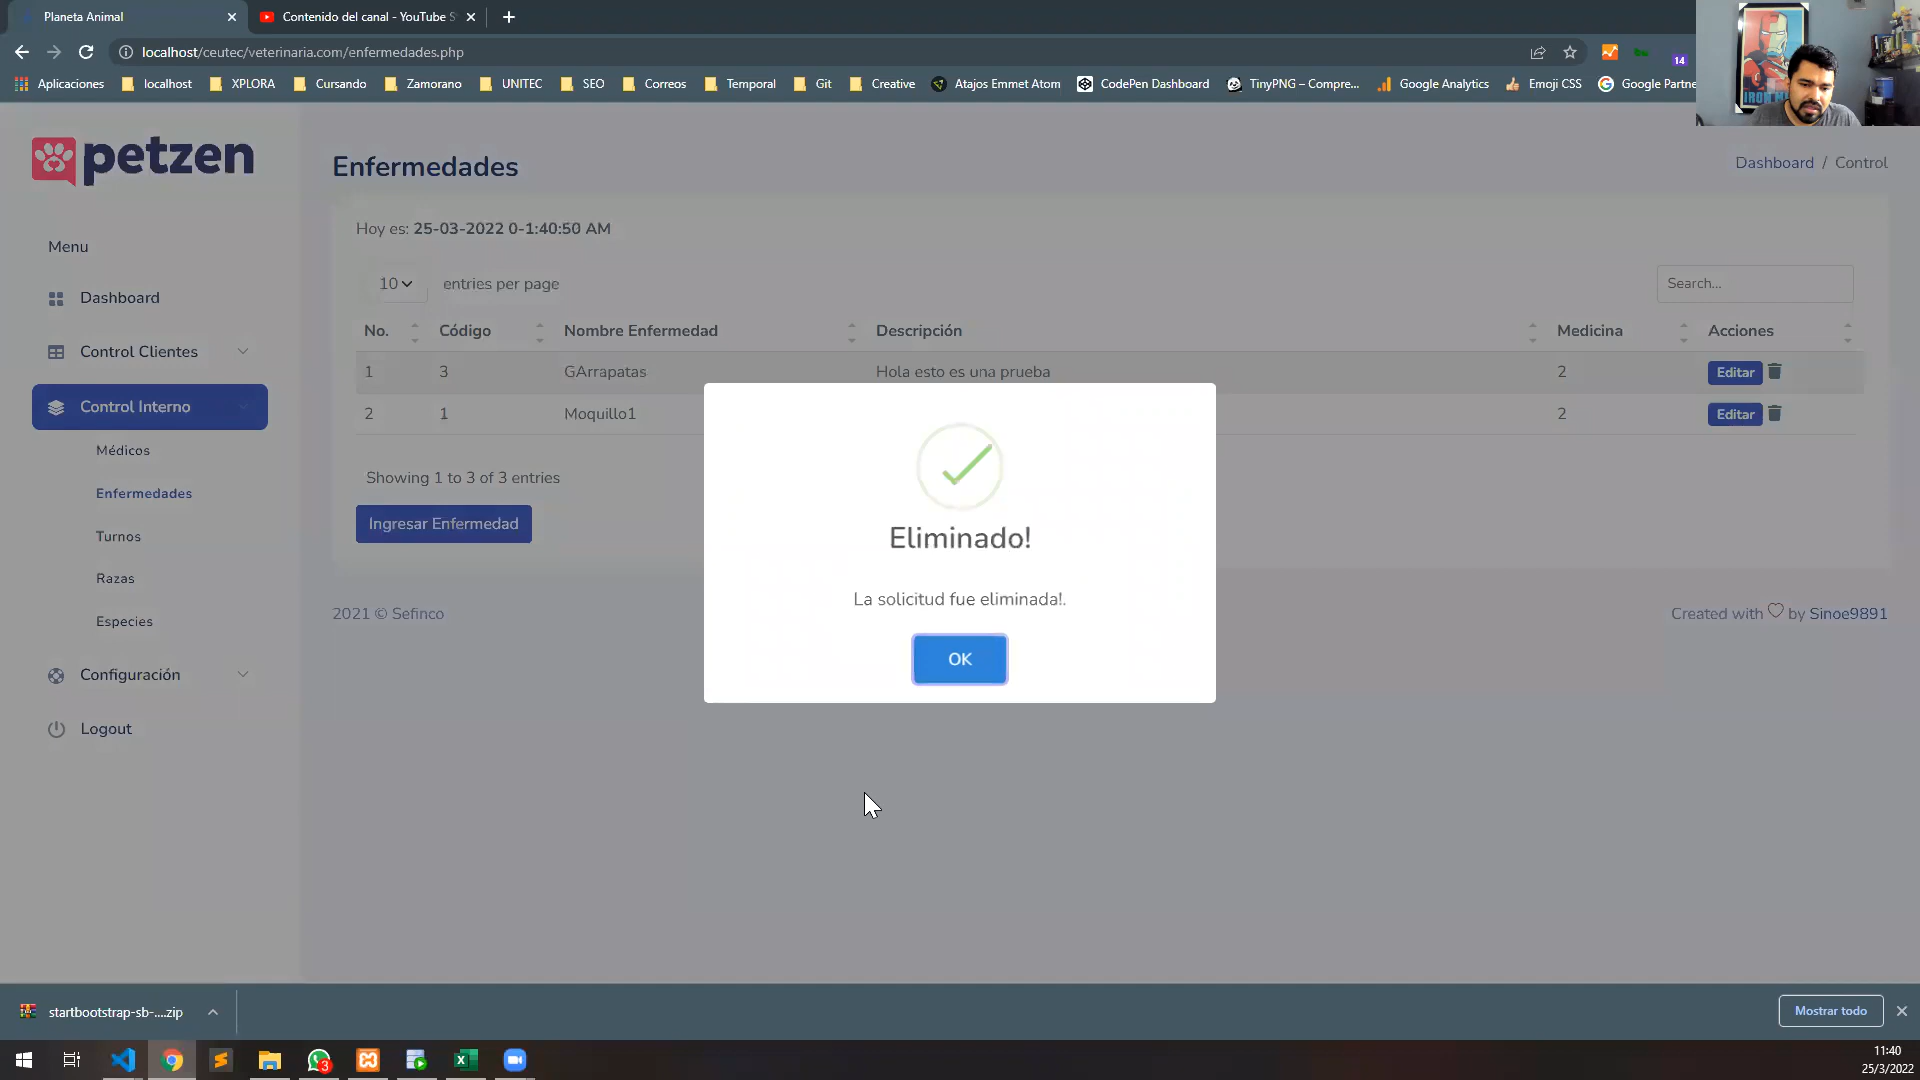 Planeta Animal
Contenido del canal - YouTube S
localhost/ceutec/veterinaria.com/enfermedades.php
Aplicaciones localhost XPLORA Cursando Zamorano UNITEC SEO Correos Temporal Git Creative Atajos Emmet Atom CodePen Dashboard TinyPNG – Compre... Google Analytics Emoji CSS Google Partne
14
IRON M
petzen
Menu
Dashboard
Control Clientes
Control Interno
Médicos
Enfermedades
Turnos
Razas
Especies
Configuración
Logout
Enfermedades
Dashboard / Control
Hoy es: 25-03-2022 0-1:40:50 AM
10 entries per page
Search...
No. Código Nombre Enfermedad Descripción Medicina Acciones
1 3 GArrapatas Hola esto es una prueba 2 Editar
2 1 Moquillo1 2 Editar
Showing 1 to 3 of 3 entries
Ingresar Enfermedad
Eliminado!
La solicitud fue eliminada!.
OK
2021 © Sefinco
Created with ♡ by Sinoe9891
startbootstrap-sb-....zip
Mostrar todo
3
11:40
25/3/2022